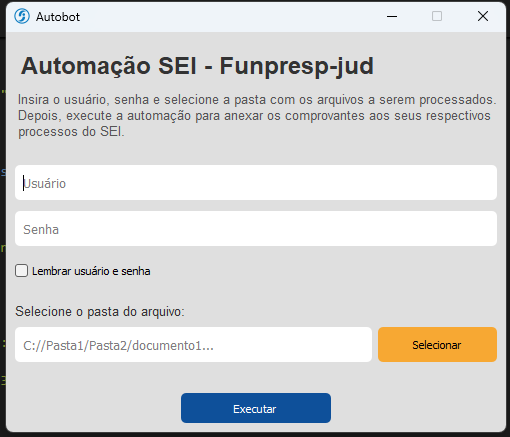 Autobot
Automação SEI - Funpresp-jud
Insira o usuário, senha e selecione a pasta com os arquivos a serem processados.
Depois, execute a automação para anexar os comprovantes aos seus respectivos
processos do SEI.
Usuário
Senha
Lembrar usuário e senha
Selecione o pasta do arquivo:
C://Pasta1/Pasta2/documento1...
Selecionar
Executar